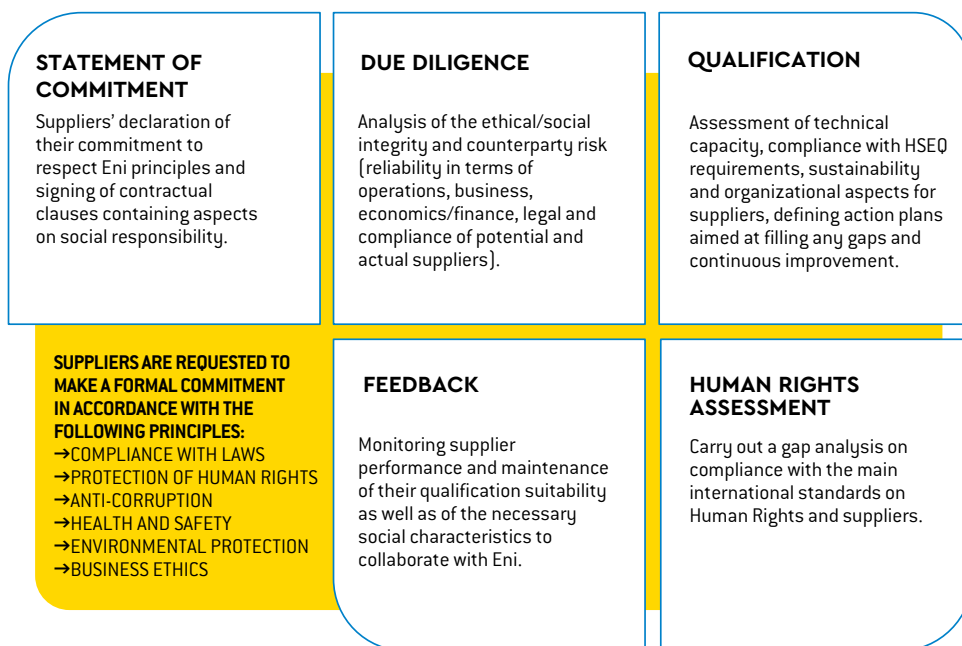 STATEMENT OF
COMMITMENT
Suppliers’ declaration of
their commitment to
respect Eni principles and
signing of contractual
clauses containing aspects
on social responsibility.
DUE DILIGENCE
Analysis of the ethical/social
integrity and counterparty risk
(reliability in terms of
operations, business,
economics/finance, legal and
compliance of potential and
actual suppliers).
QUALIFICATION
Assessment of technical
capacity, compliance with HSEQ
requirements, sustainability
and organizational aspects for
suppliers, defining action plans
aimed at filling any gaps and
continuous improvement.
SUPPLIERS ARE REQUESTED TO
MAKE A FORMAL COMMITMENT
IN ACCORDANCE WITH THE
FOLLOWING PRINCIPLES:
→COMPLIANCE WITH LAWS
→PROTECTION OF HUMAN RIGHTS
→ANTI-CORRUPTION
→HEALTH AND SAFETY
→ENVIRONMENTAL PROTECTION
→BUSINESS ETHICS
FEEDBACK
Monitoring supplier
performance and maintenance
of their qualification suitability
as well as of the necessary
social characteristics to
collaborate with Eni.
HUMAN RIGHTS
ASSESSMENT
Carry out a gap analysis on
compliance with the main
international standards on
Human Rights and suppliers.